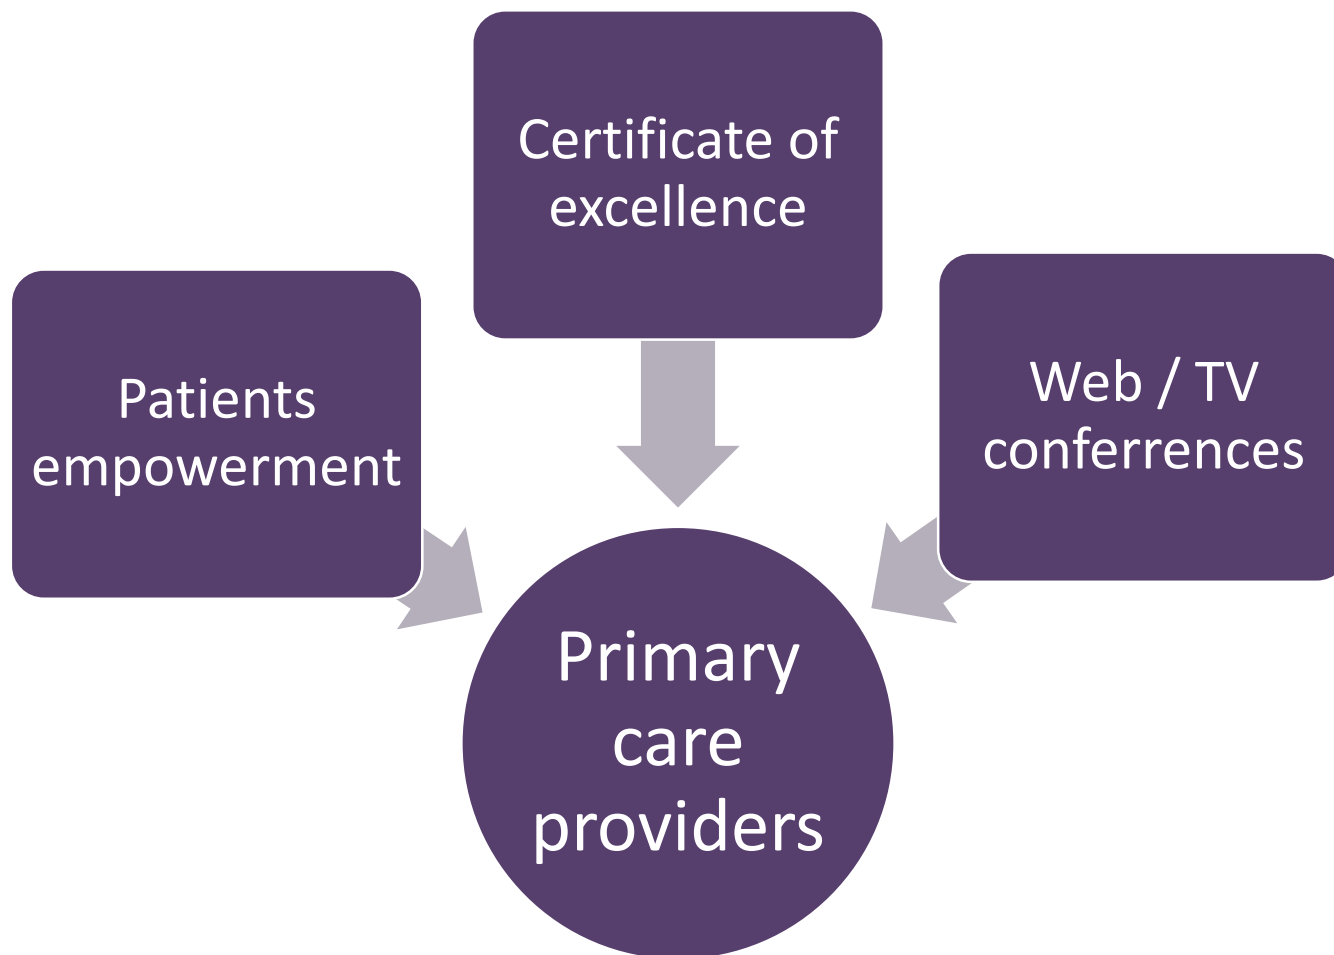 Certificate of
excellence
Patients
empowerment
Web / TV
conferrences
Primary
care
providers